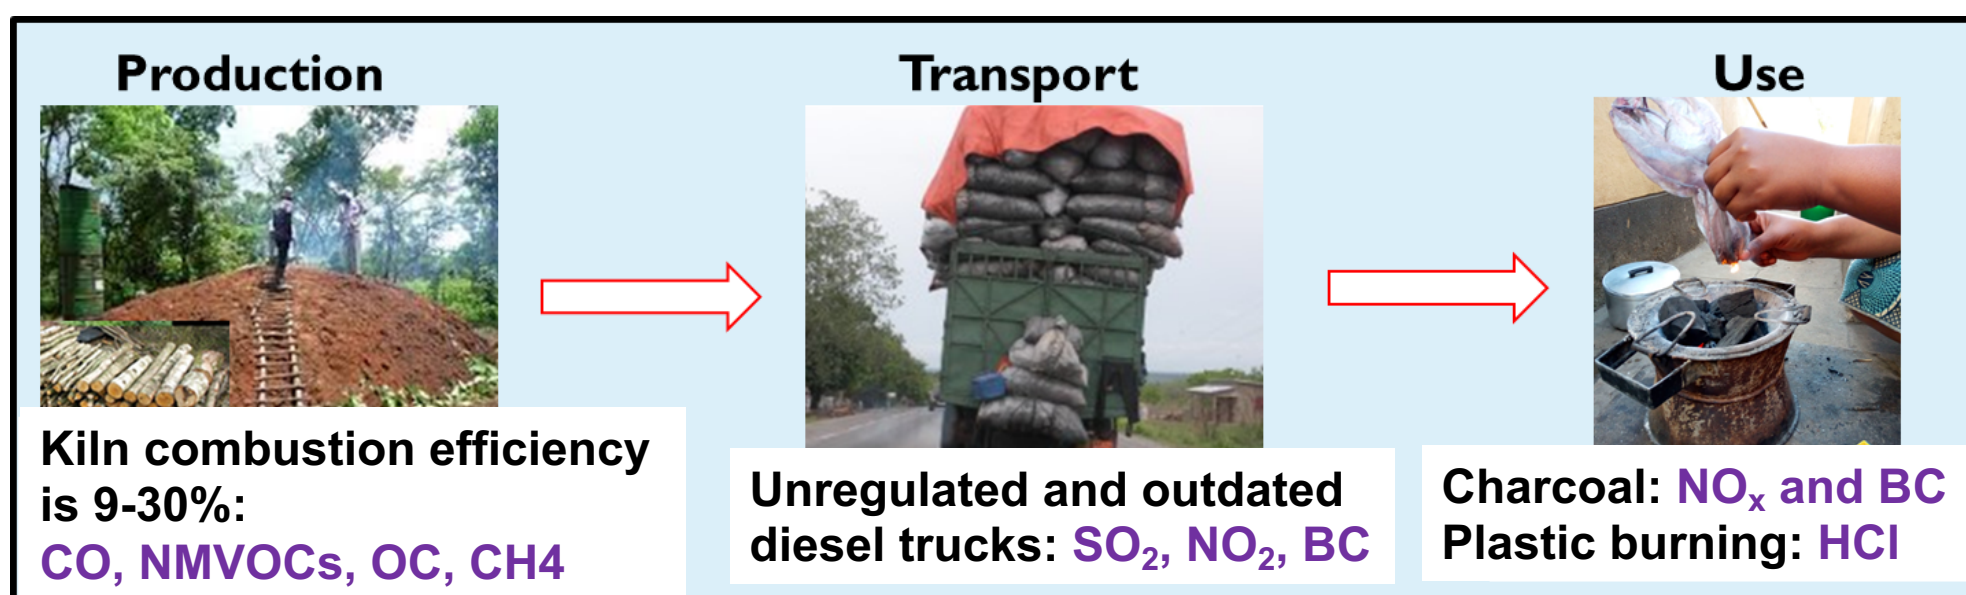 Production
Transport
Use
Kiln combustion efficiency
is 9-30%:
CO, NMVOCs, OC, CH4
Unregulated and outdated
diesel trucks: SO₂, NO₂, BC
Charcoal: NOₓ and BC
Plastic burning: HCl